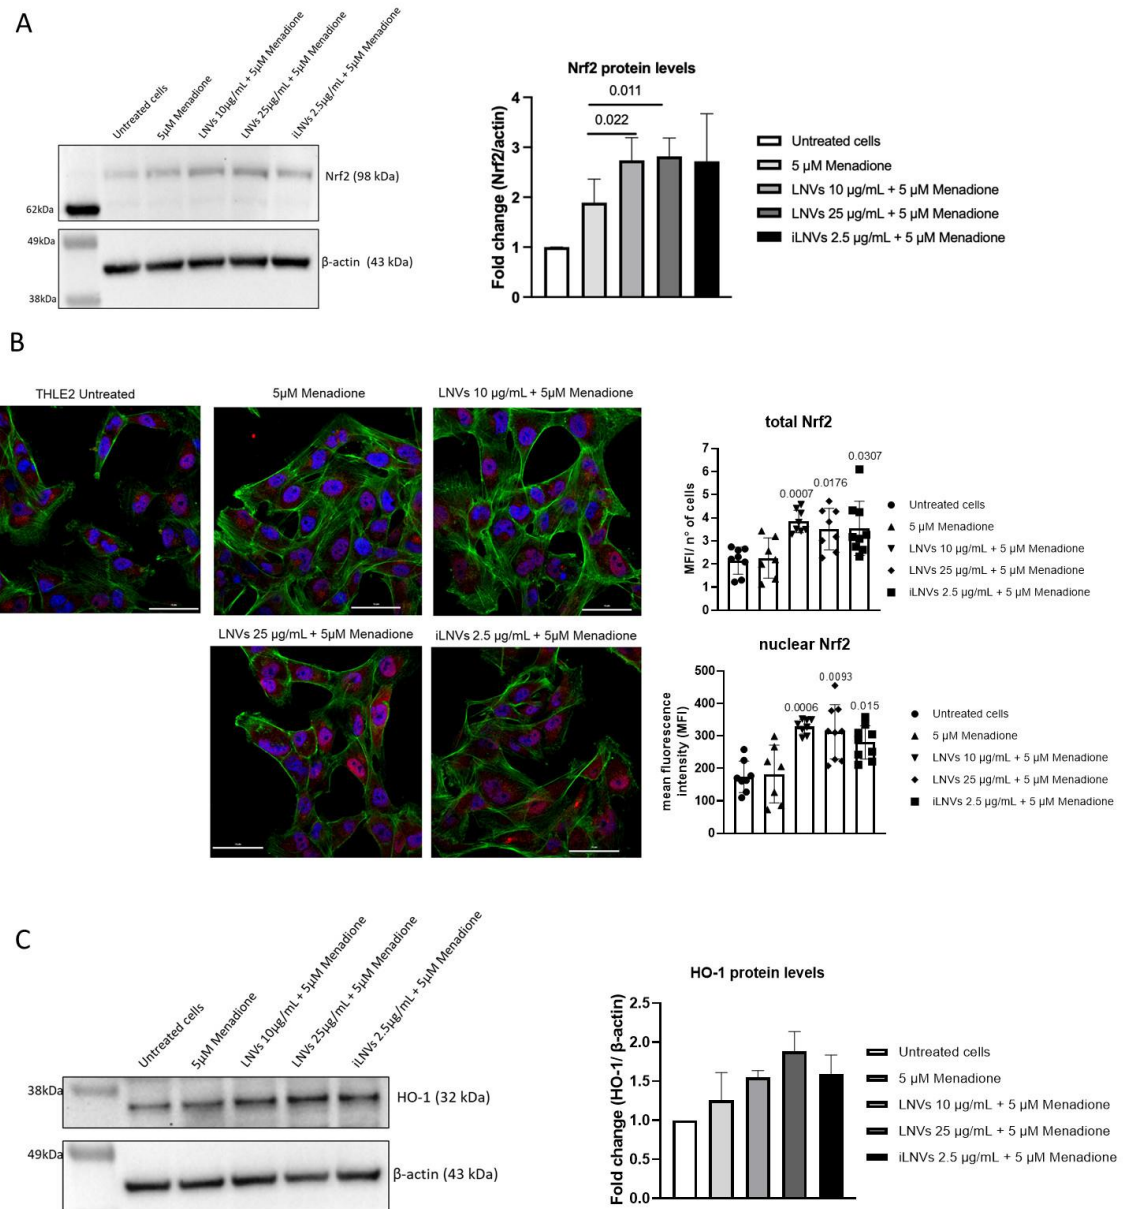 A
Untreated cells
5µM Menadione
LNVs 10µg/mL + 5µM Menadione
LNVs 25µg/mL + 5µM Menadione
iLNVs 2.5µg/mL + 5µM Menadione
Nrf2 (98 kDa)
62kDa
49kDa
β-actin (43 kDa)
38kDa
Nrf2 protein levels
Fold change (Nrf2/actin)
4
3
2
1
0
0.011
0.022
Untreated cells
5 µM Menadione
LNVs 10 µg/mL + 5 µM Menadione
LNVs 25 µg/mL + 5 µM Menadione
iLNVs 2.5 µg/mL + 5 µM Menadione
B
THLE2 Untreated
5µM Menadione
LNVs 10 µg/mL + 5µM Menadione
LNVs 25 µg/mL + 5µM Menadione
iLNVs 2.5 µg/mL + 5µM Menadione
total Nrf2
MFI/ n° of cells
7
6
5
4
3
2
1
0
0.0007
0.0176
0.0307
Untreated cells
5 µM Menadione
LNVs 10 µg/mL + 5 µM Menadione
LNVs 25 µg/mL + 5 µM Menadione
iLNVs 2.5 µg/mL + 5 µM Menadione
nuclear Nrf2
mean fluorescence
intensity (MFI)
500
400
300
200
100
0
0.0006
0.0093
0.015
Untreated cells
5 µM Menadione
LNVs 10 µg/mL + 5 µM Menadione
LNVs 25 µg/mL + 5 µM Menadione
iLNVs 2.5 µg/mL + 5 µM Menadione
C
Untreated cells
5µM Menadione
LNVs 10µg/mL + 5µM Menadione
LNVs 25µg/mL + 5µM Menadione
iLNVs 2.5µg/mL + 5µM Menadione
38kDa
HO-1 (32 kDa)
49kDa
β-actin (43 kDa)
HO-1 protein levels
Fold change (HO-1/ β-actin)
2.5
2.0
1.5
1.0
0.5
0.0
Untreated cells
5 µM Menadione
LNVs 10 µg/mL + 5 µM Menadione
LNVs 25 µg/mL + 5 µM Menadione
iLNVs 2.5 µg/mL + 5 µM Menadione